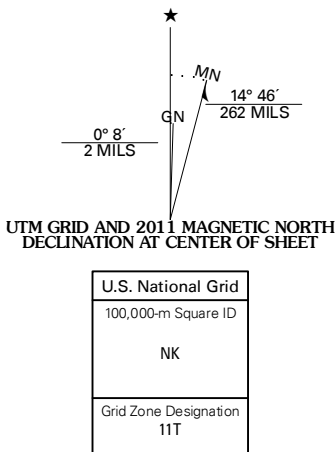 ★
MN
GN
14° 46´
262 MILS
0° 8´
2 MILS
UTM GRID AND 2011 MAGNETIC NORTH
DECLINATION AT CENTER OF SHEET
U.S. National Grid
100,000-m Square ID
NK
Grid Zone Designation
11T